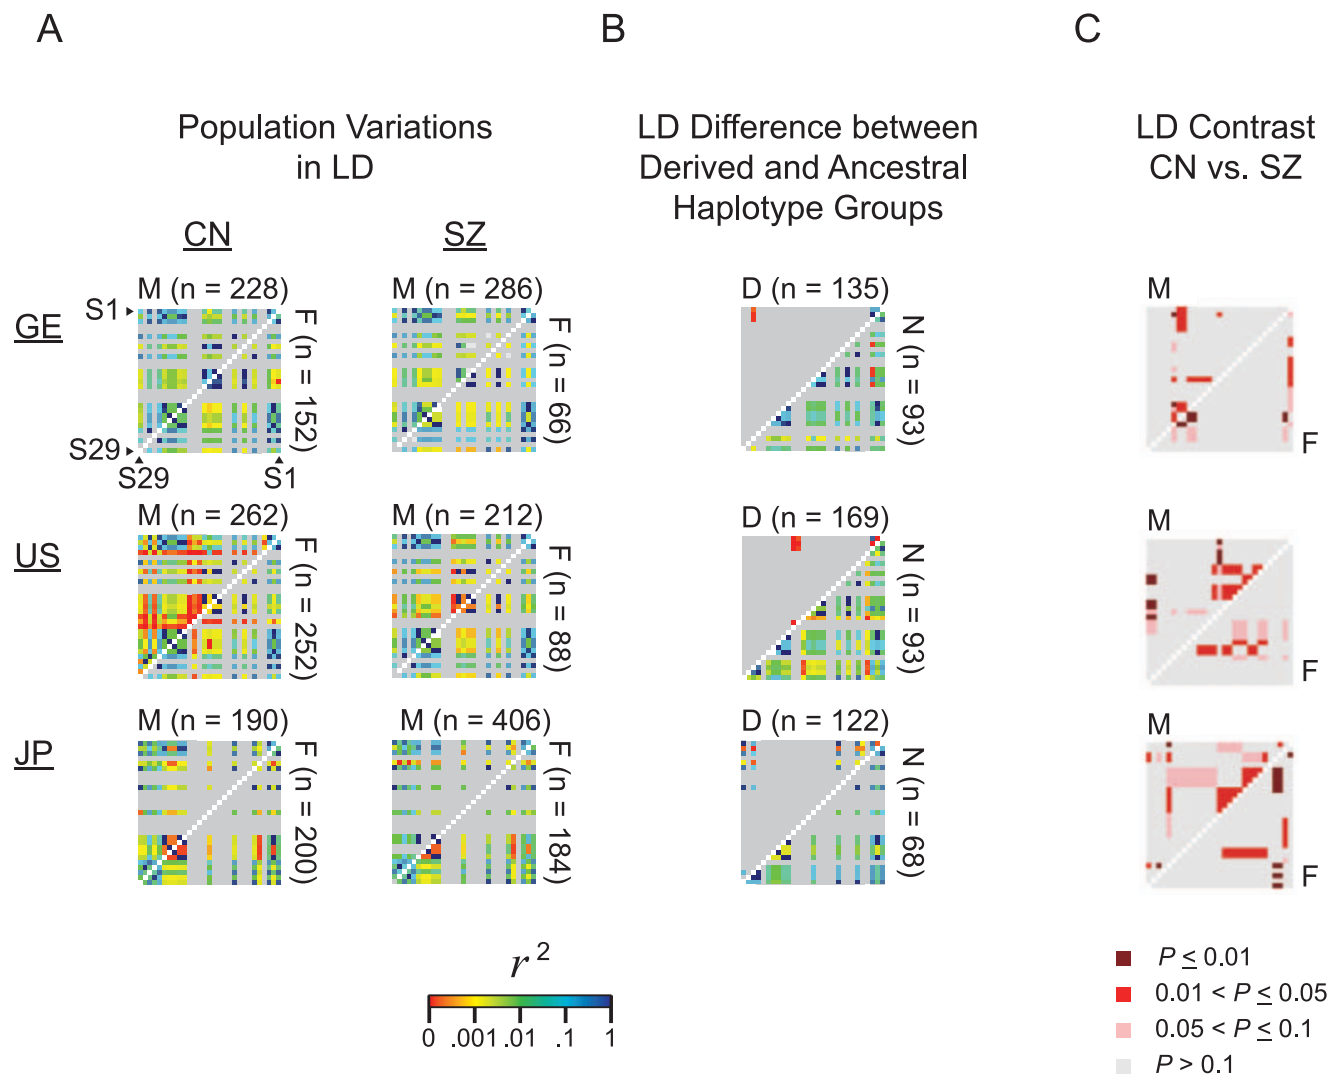 A
B
C
Population Variations
in LD
LD Difference between
Derived and Ancestral
Haplotype Groups
LD Contrast
CN vs. SZ
CN
SZ
GE
M (n = 228)
F (n = 152)
M (n = 286)
F (n = 66)
D (n = 135)
N (n = 93)
M
F
S1
S29
S29
S1
US
M (n = 262)
F (n = 252)
M (n = 212)
F (n = 88)
D (n = 169)
N (n = 93)
M
F
JP
M (n = 190)
F (n = 200)
M (n = 406)
F (n = 184)
D (n = 122)
N (n = 68)
M
F
r 2
0 .001 .01 .1 1
P ≤ 0.01
0.01 < P ≤ 0.05
0.05 < P ≤ 0.1
P > 0.1